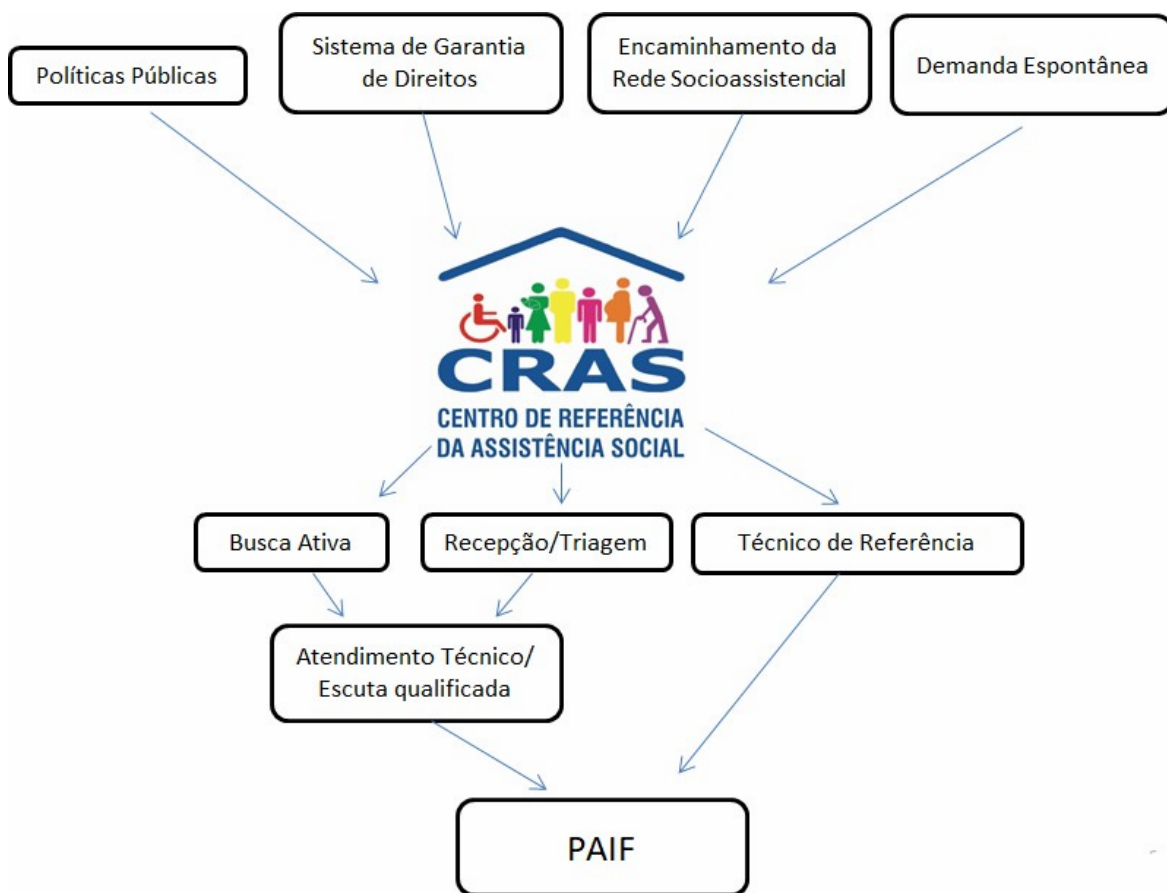 Políticas Públicas
Sistema de Garantia
de Direitos
Encaminhamento da
Rede Socioassistencial
Demanda Espontânea
CRAS
CENTRO DE REFERÊNCIA
DA ASSISTÊNCIA SOCIAL
Busca Ativa
Recepção/Triagem
Técnico de Referência
Atendimento Técnico/
Escuta qualificada
PAIF